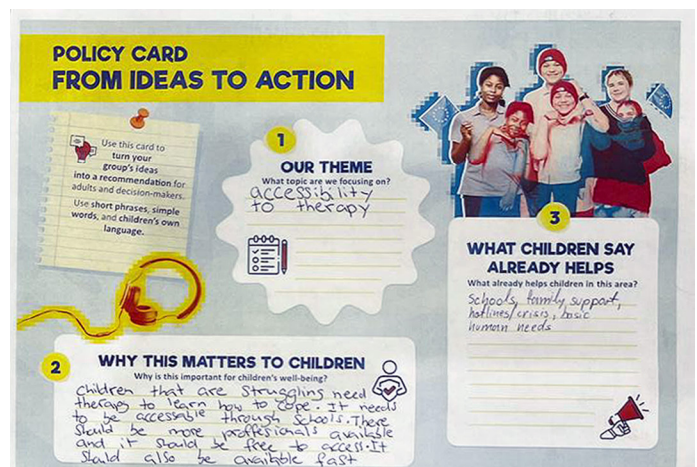 POLICY CARD
FROM IDEAS TO ACTION
Use this card to
turn your
group's ideas
into a recommendation for
adults and decision-makers.
Use short phrases, simple
words, and children's own
language.
1
OUR THEME
What topic are we focusing on?
accessibility
to therapy
2
WHY THIS MATTERS TO CHILDREN
Why is this important for children's well-being?
Children that are struggling need
therapy to learn how to cope. It needs
to be accessable through schools. There
should be more proffesionals available
and it should be free to access. It
should also be available fast
3
WHAT CHILDREN SAY
ALREADY HELPS
What already helps children in this area?
Schools, family support,
hotlines/crisis, basic
human needs